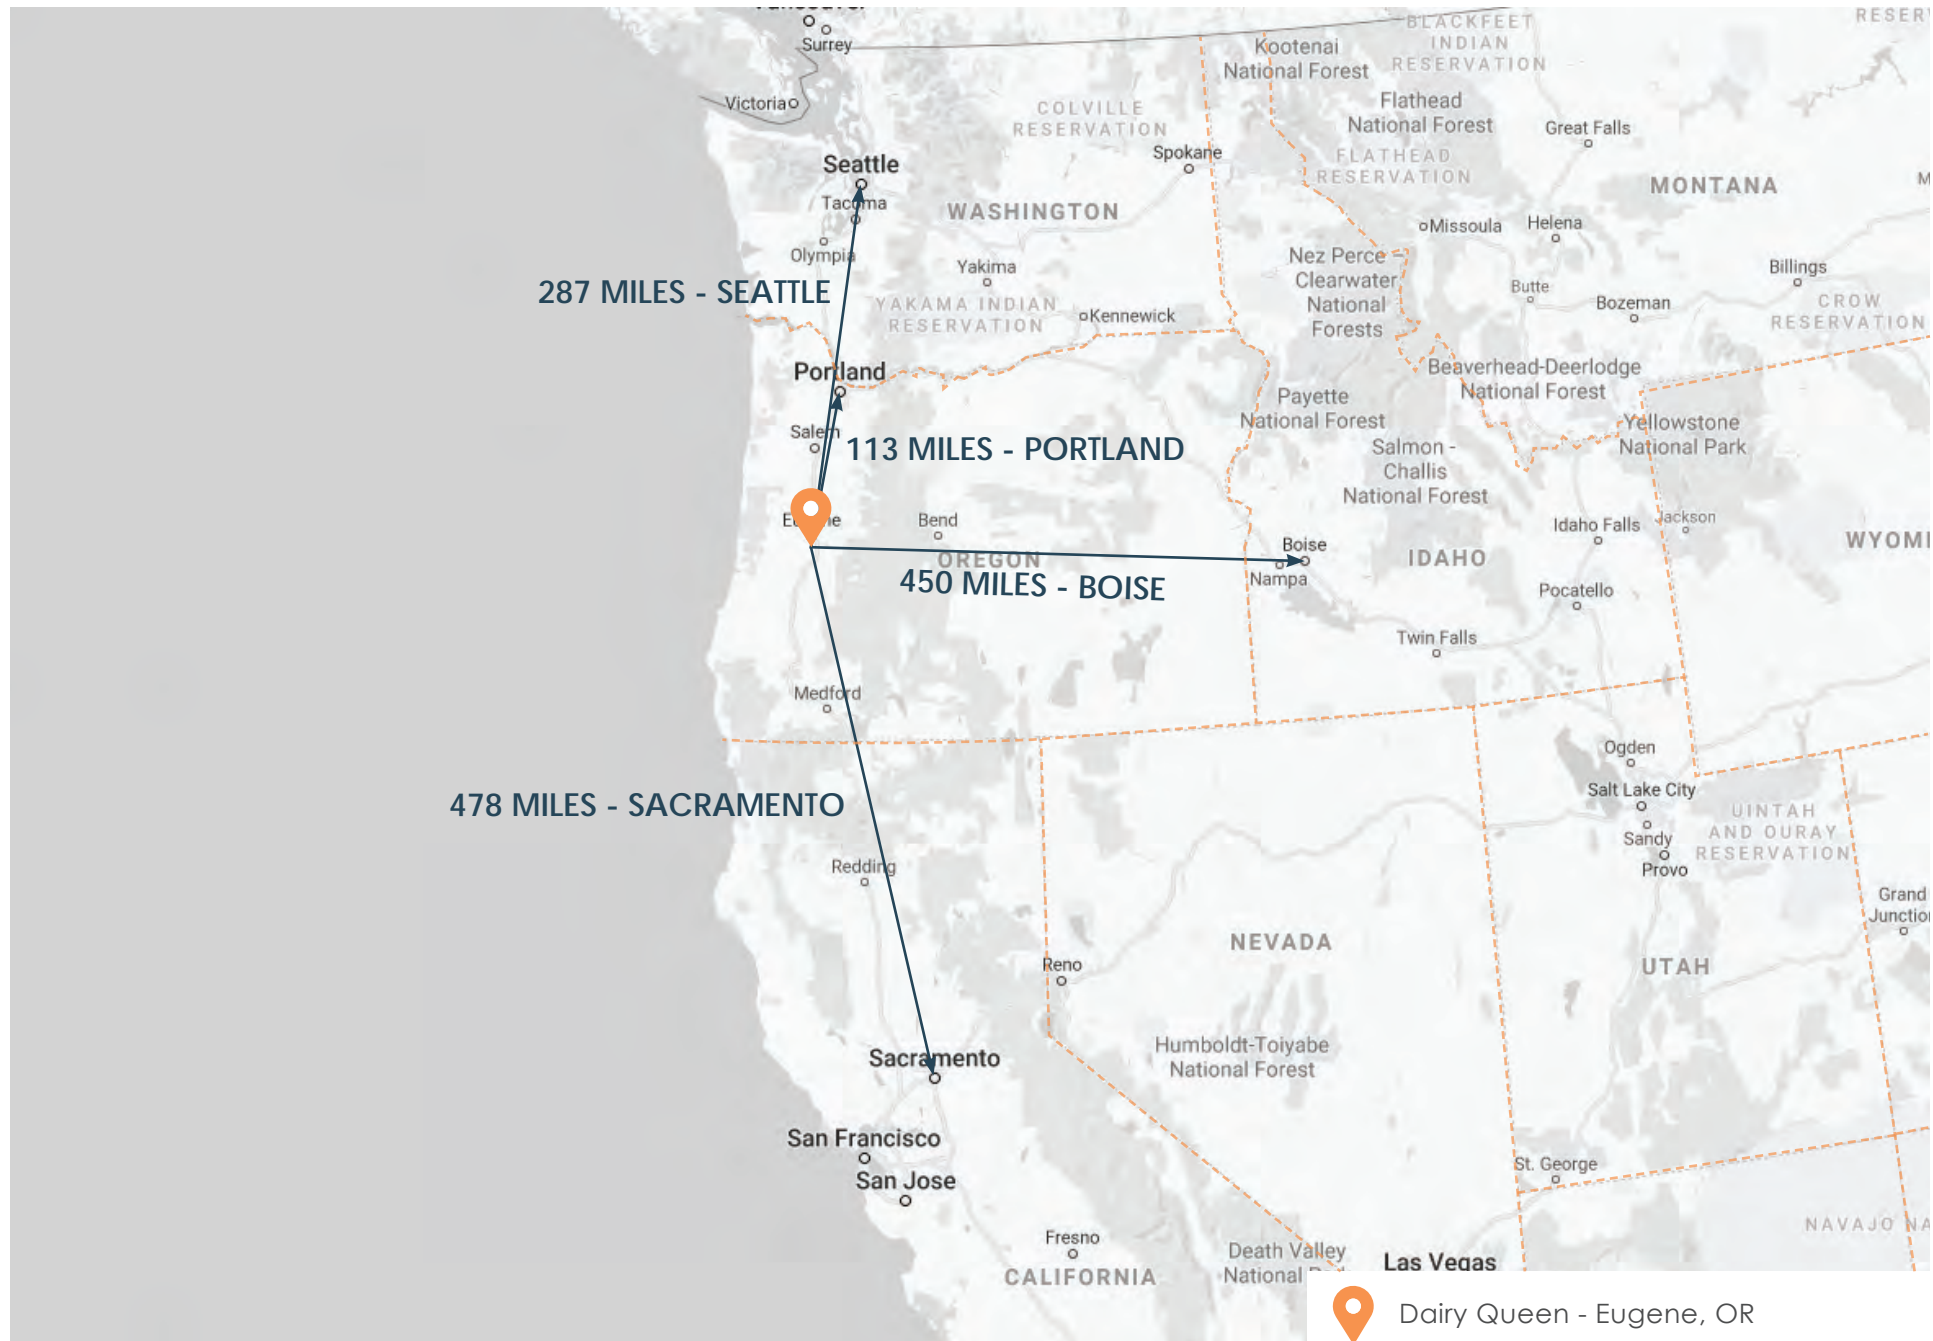 Surrey
Victoria
BLACKFEET
INDIAN
RESERVATION
Kootenai
National Forest
COLVILLE
RESERVATION
Flathead
National Forest
Great Falls
Spokane
FLATHEAD
RESERVATION
Seattle
Tacoma
WASHINGTON
MONTANA
Olympia
Missoula
Helena
Yakima
Nez Perce -
Clearwater
National
Forests
Billings
287 MILES - SEATTLE
YAKAMA INDIAN
RESERVATION
Kennewick
Butte
Bozeman
CROW
RESERVATION
Portland
Beaverhead-Deerlodge
National Forest
Payette
National Forest
Yellowstone
National Park
Salem
113 MILES - PORTLAND
Salmon -
Challis
National Forest
Bend
Idaho Falls
Jackson
OREGON
Boise
IDAHO
450 MILES - BOISE
Nampa
Pocatello
Twin Falls
Medford
Ogden
Salt Lake City
478 MILES - SACRAMENTO
UINTAH
AND OURAY
RESERVATION
Sandy
Provo
Redding
Grand
NEVADA
Reno
UTAH
Humboldt-Toiyabe
National Forest
Sacramento
San Francisco
San Jose
St. George
Fresno
CALIFORNIA
Death Valley
National
NAVAJO
Las Vegas
Dairy Queen - Eugene, OR